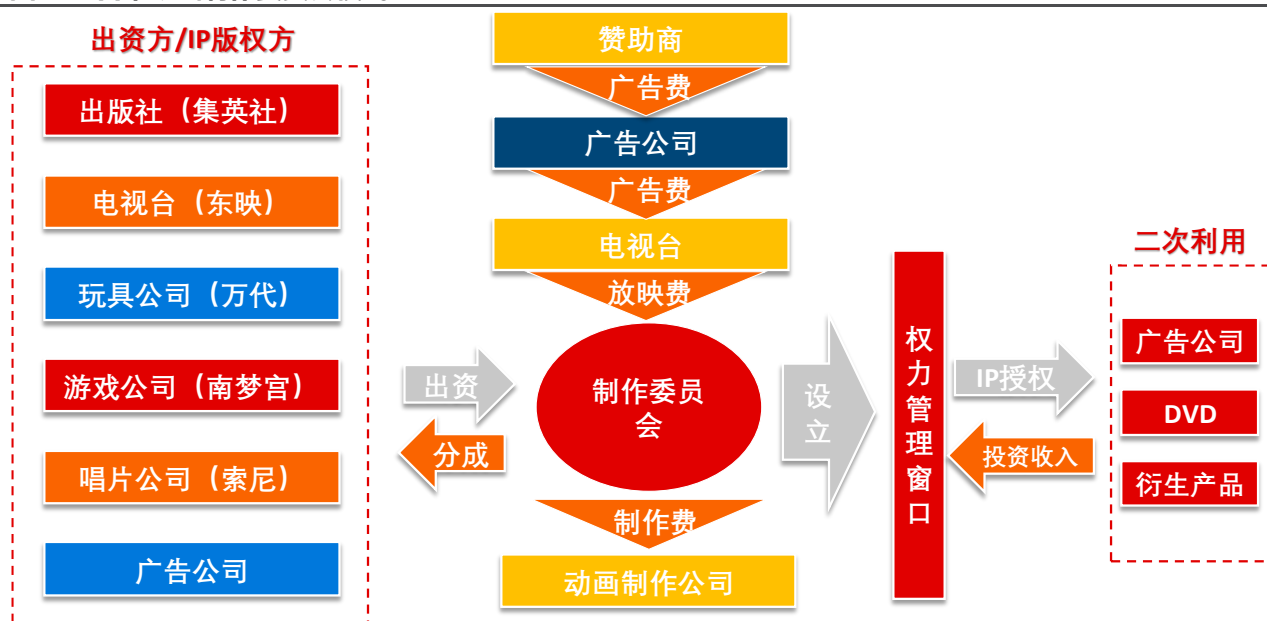 出资方/IP版权方
出版社（集英社）
电视台（东映）
玩具公司（万代）
游戏公司（南梦宫）
唱片公司（索尼）
广告公司
出资
分成
赞助商
广告费
广告公司
广告费
电视台
放映费
制作委员
会
制作费
动画制作公司
设
立
权
力
管
理
窗
口
IP授权
投资收入
二次利用
广告公司
DVD
衍生产品